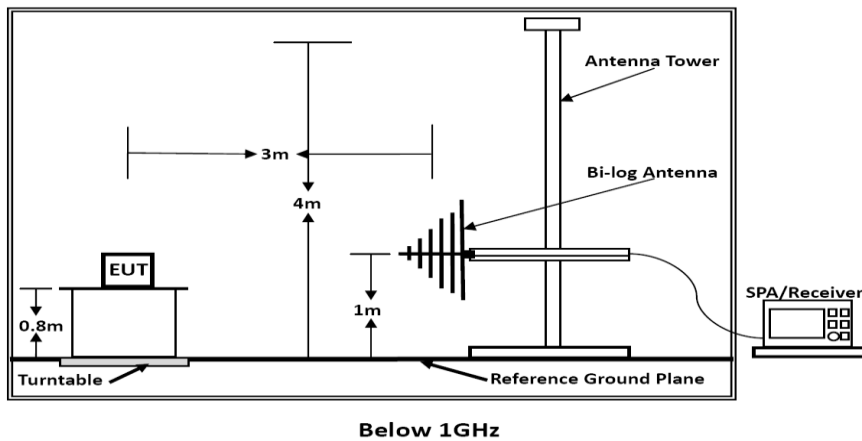 Antenna Tower
3m
Bi-log Antenna
4m
EUT
SPA/Receiver
0.8m
1m
Turntable
Reference Ground Plane
Below 1GHz